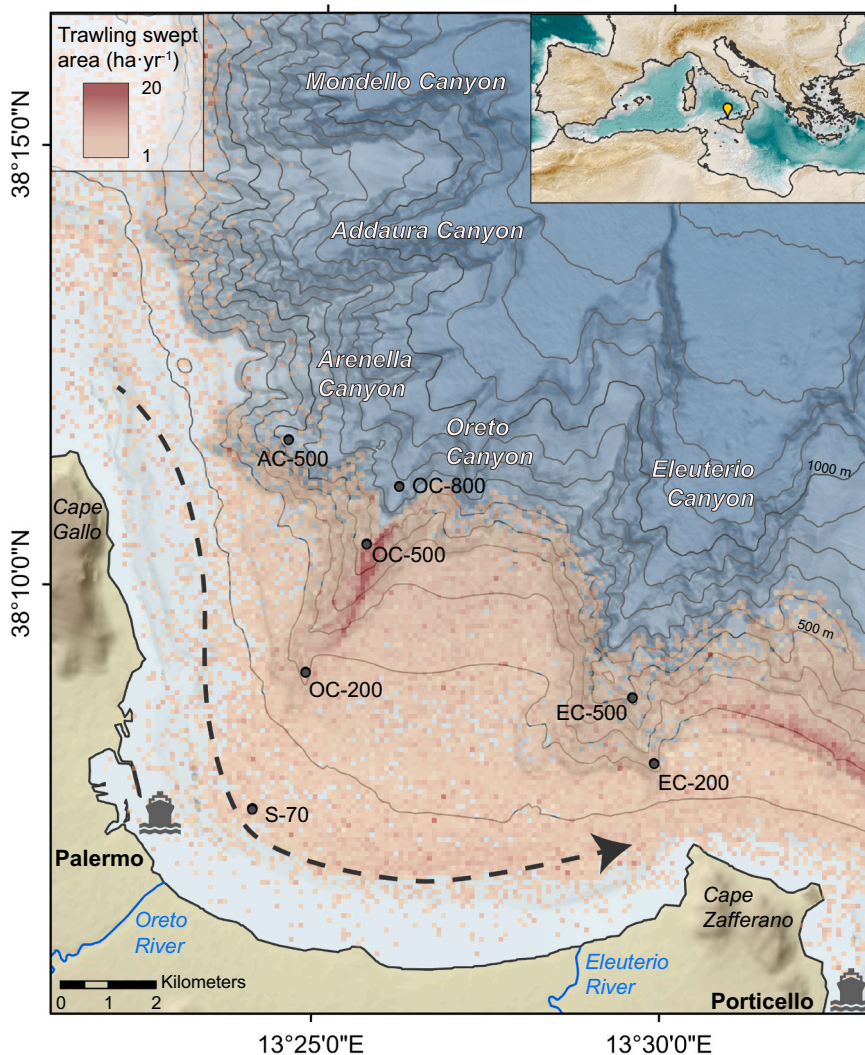 Trawling swept
area (ha·yr⁻¹)
20
1
Mondello Canyon
38°15'0"N
Addaura Canyon
Arenella
Canyon
Oreto
Canyon
Eleuterio
Canyon
1000 m
AC-500
OC-800
Cape
Gallo
OC-500
38°10'0"N
500 m
OC-200
EC-500
EC-200
S-70
Palermo
Cape
Zafferano
Oreto
River
Eleuterio
River
Kilometers
0 1 2
Porticello
13°25'0"E
13°30'0"E